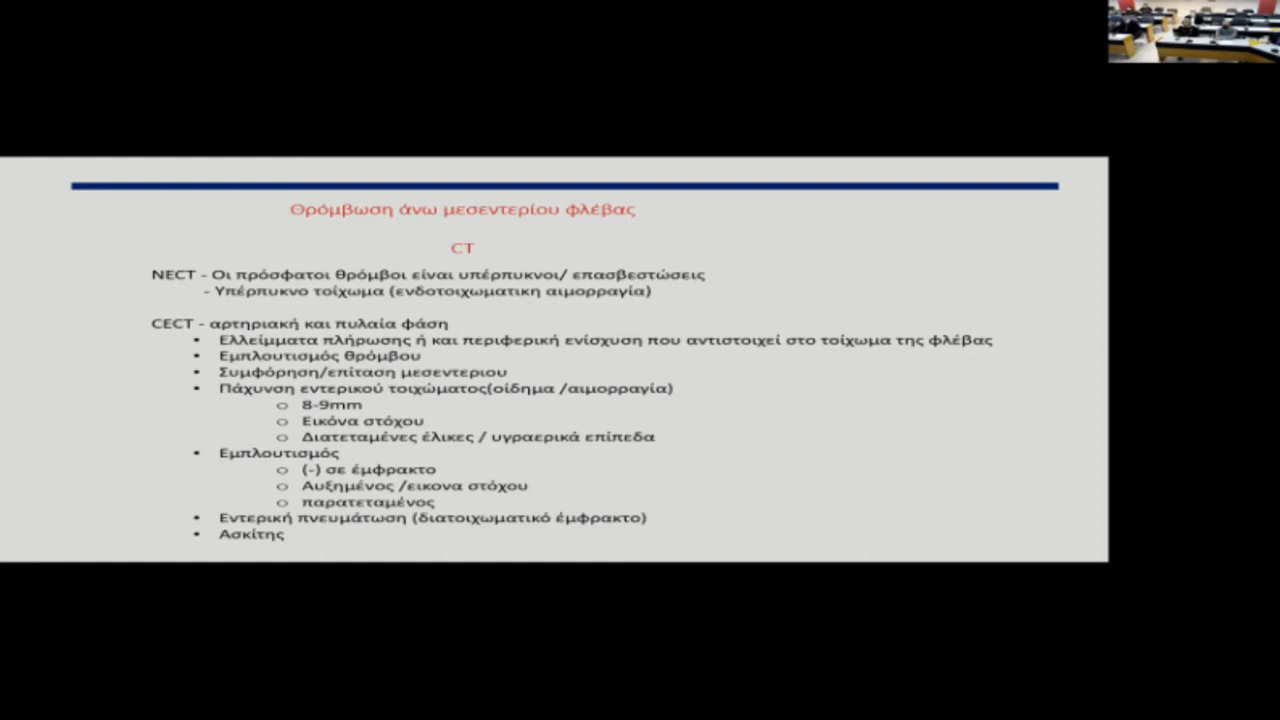 Θρόμβωση άνω μεσεντερίου φλέβας
CT
NECT - Οι πρόσφατοι θρόμβοι είναι υπέρπυκνοι/ επασβεστώσεις
- Υπέρπυκνο τοίχωμα (ενδοτοιχωματικη αιμορραγία)
CECT - αρτηριακή και πυλαία φάση
• Ελλείμματα πλήρωσης ή και περιφερική ενίσχυση που αντιστοιχεί στο τοίχωμα της φλέβας
• Εμπλουτισμός θρόμβου
• Συμφόρηση/επίταση μεσεντεριου
• Πάχυνση εντερικού τοιχώματος(οίδημα /αιμορραγία)
○ 8-9mm
○ Εικόνα στόχου
○ Διατεταμένες έλικες / υγραερικά επίπεδα
• Εμπλουτισμός
○ (-) σε έμφρακτο
○ Αυξημένος /εικονα στόχου
○ παρατεταμένος
• Εντερική πνευμάτωση (διατοιχωματικό έμφρακτο)
• Ασκίτης